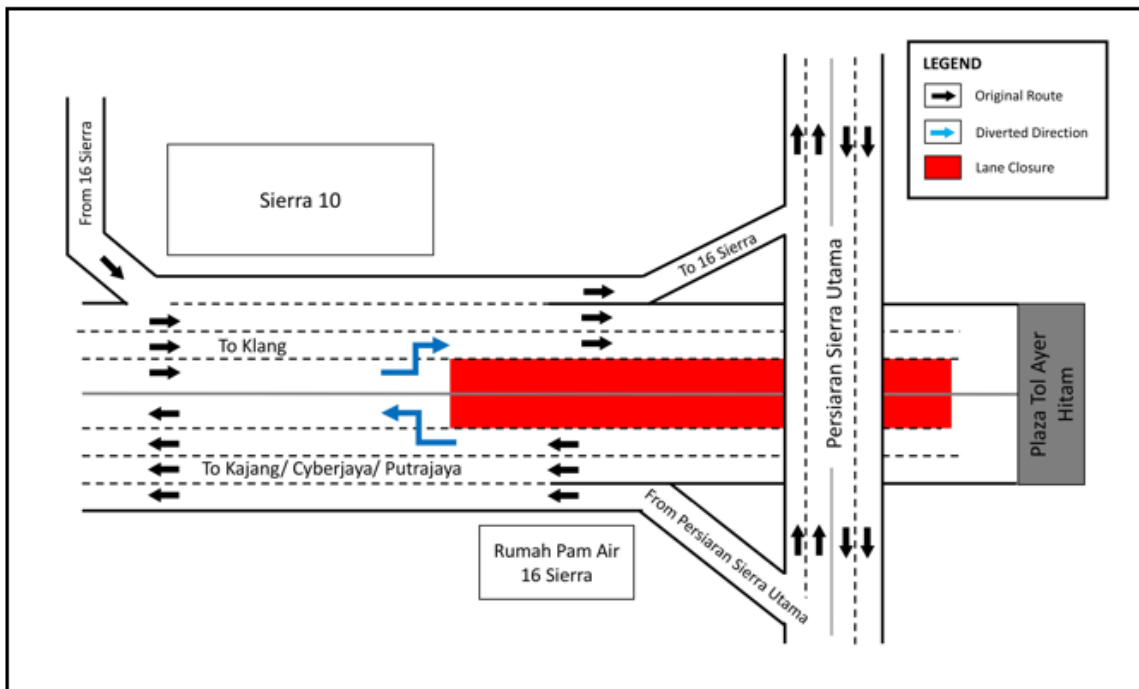 LEGEND
Original Route
Diverted Direction
Lane Closure
From 16 Sierra
Sierra 10
To 16 Sierra
Persiaran Sierra Utama
To Klang
Plaza Tol Ayer
Hitam
To Kajang/ Cyberjaya/ Putrajaya
From Persiaran Sierra Utama
Rumah Pam Air
16 Sierra